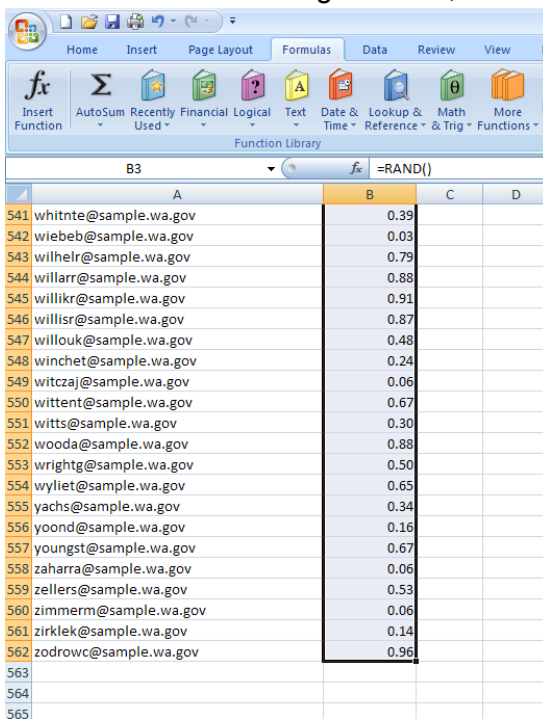 Home Insert Page Layout Formulas Data Review View
fx Σ ? A θ
Insert Function AutoSum Recently Used Financial Logical Text Date & Time Lookup & Reference Math & Trig More Functions
Function Library
B3 fx =RAND()
A B C D
541 whitnte@sample.wa.gov 0.39
542 wiebeb@sample.wa.gov 0.03
543 wilhelr@sample.wa.gov 0.79
544 willarr@sample.wa.gov 0.88
545 willikr@sample.wa.gov 0.91
546 willisr@sample.wa.gov 0.87
547 willouk@sample.wa.gov 0.48
548 winchet@sample.wa.gov 0.24
549 witczaj@sample.wa.gov 0.06
550 wittent@sample.wa.gov 0.67
551 witts@sample.wa.gov 0.30
552 wooda@sample.wa.gov 0.88
553 wrightg@sample.wa.gov 0.50
554 wyliet@sample.wa.gov 0.65
555 yachs@sample.wa.gov 0.34
556 yoond@sample.wa.gov 0.16
557 youngst@sample.wa.gov 0.67
558 zaharra@sample.wa.gov 0.06
559 zellers@sample.wa.gov 0.53
560 zimmerm@sample.wa.gov 0.06
561 zirklek@sample.wa.gov 0.14
562 zodrowc@sample.wa.gov 0.96
563
564
565